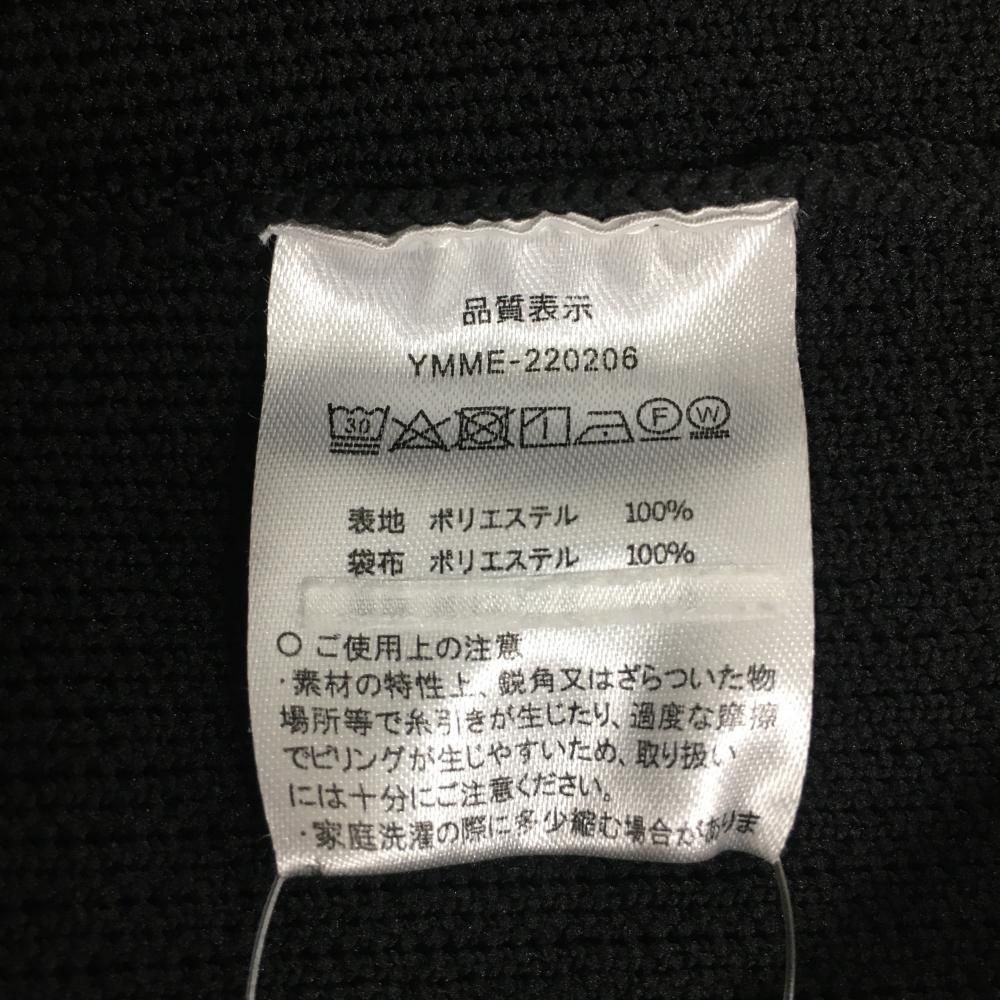 品質表示
YMME-220206
30 F W
表地 ポリエステル 100%
袋布 ポリエステル 100%
○ ご使用上の注意
・素材の特性上、鋭角又はざらついた物
場所等で糸引きが生じたり、過度な摩擦
でピリングが生じやすいため、取り扱い
には十分にご注意ください。
・家庭洗濯の際に多少縮む場合がありま